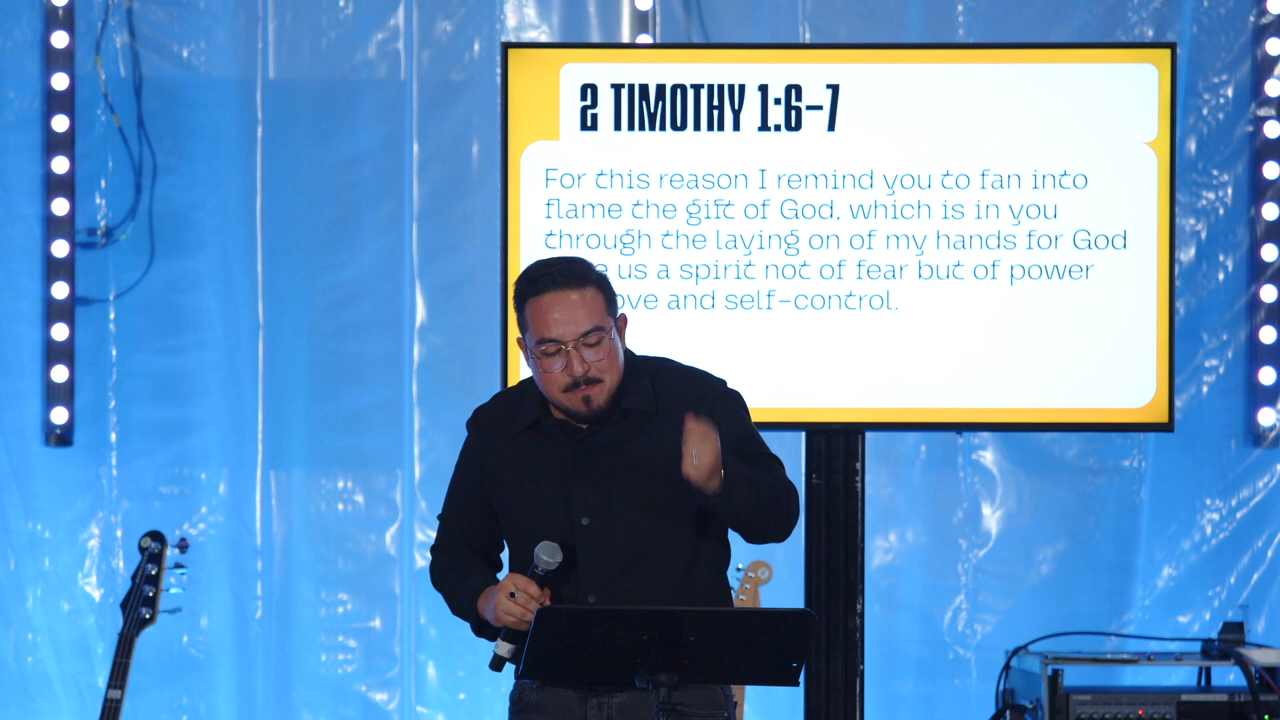 2 TIMOTHY 1:6-7
For this reason I remind you to fan into
flame the gift of God, which is in you
through the laying on of my hands for God
us a spirit not of fear but of power
and self-control.